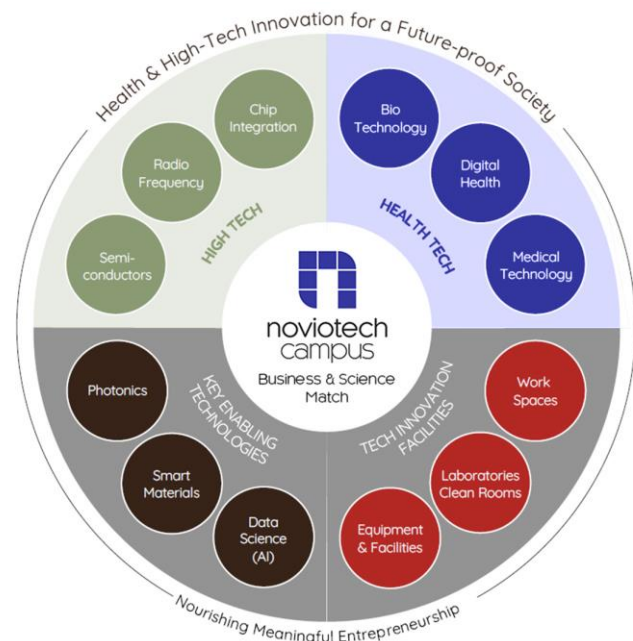 Health & High-Tech Innovation for a Future-proof Society
Chip
Integration
Radio
Frequency
Semi-
conductors
HIGH TECH
Bio
Technology
Digital
Health
Medical
Technology
HEALTH TECH
noviotech
campus
Business & Science
Match
Photonics
Smart
Materials
Data
Science
(AI)
KEY ENABLING
TECHNOLOGIES
Work
Spaces
Laboratories
Clean Rooms
Equipment
& Facilities
TECH INNOVATION
FACILITIES
Nourishing Meaningful Entrepreneurship